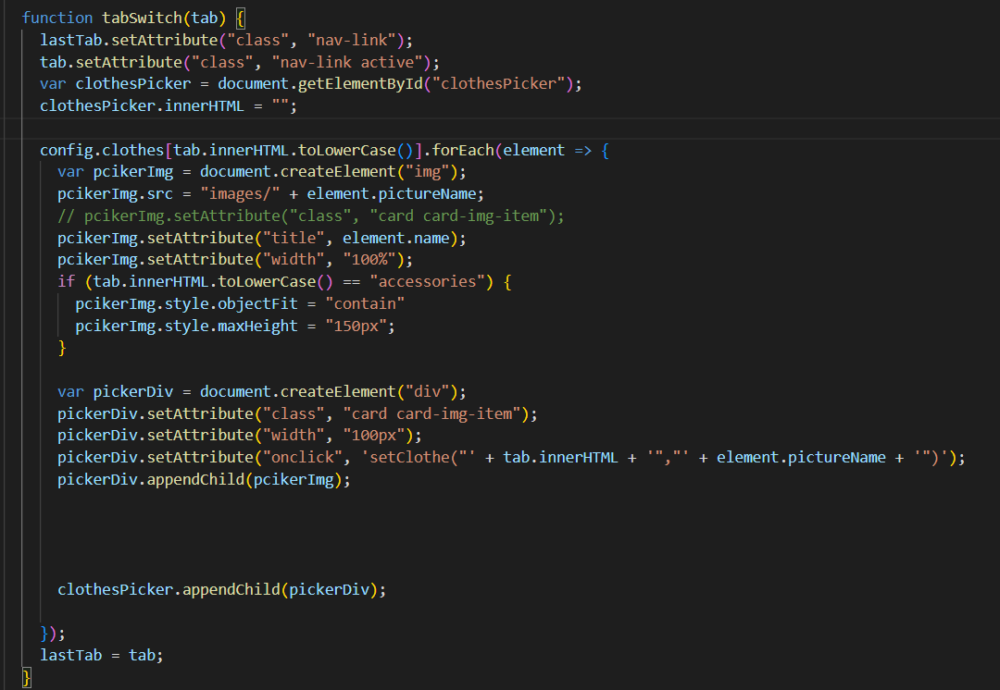 function tabSwitch(tab) {
  lastTab.setAttribute("class", "nav-link");
  tab.setAttribute("class", "nav-link active");
  var clothesPicker = document.getElementById("clothesPicker");
  clothesPicker.innerHTML = "";

  config.clothes[tab.innerHTML.toLowerCase()].forEach(element => {
    var pcikerImg = document.createElement("img");
    pcikerImg.src = "images/" + element.pictureName;
    // pcikerImg.setAttribute("class", "card card-img-item");
    pcikerImg.setAttribute("title", element.name);
    pcikerImg.setAttribute("width", "100%");
    if (tab.innerHTML.toLowerCase() == "accessories") {
      pcikerImg.style.objectFit = "contain"
      pcikerImg.style.maxHeight = "150px";
    }

    var pickerDiv = document.createElement("div");
    pickerDiv.setAttribute("class", "card card-img-item");
    pickerDiv.setAttribute("width", "100px");
    pickerDiv.setAttribute("onclick", 'setClothe("' + tab.innerHTML + '","' + element.pictureName + '")');
    pickerDiv.appendChild(pcikerImg);

    clothesPicker.appendChild(pickerDiv);

  });
  lastTab = tab;
}